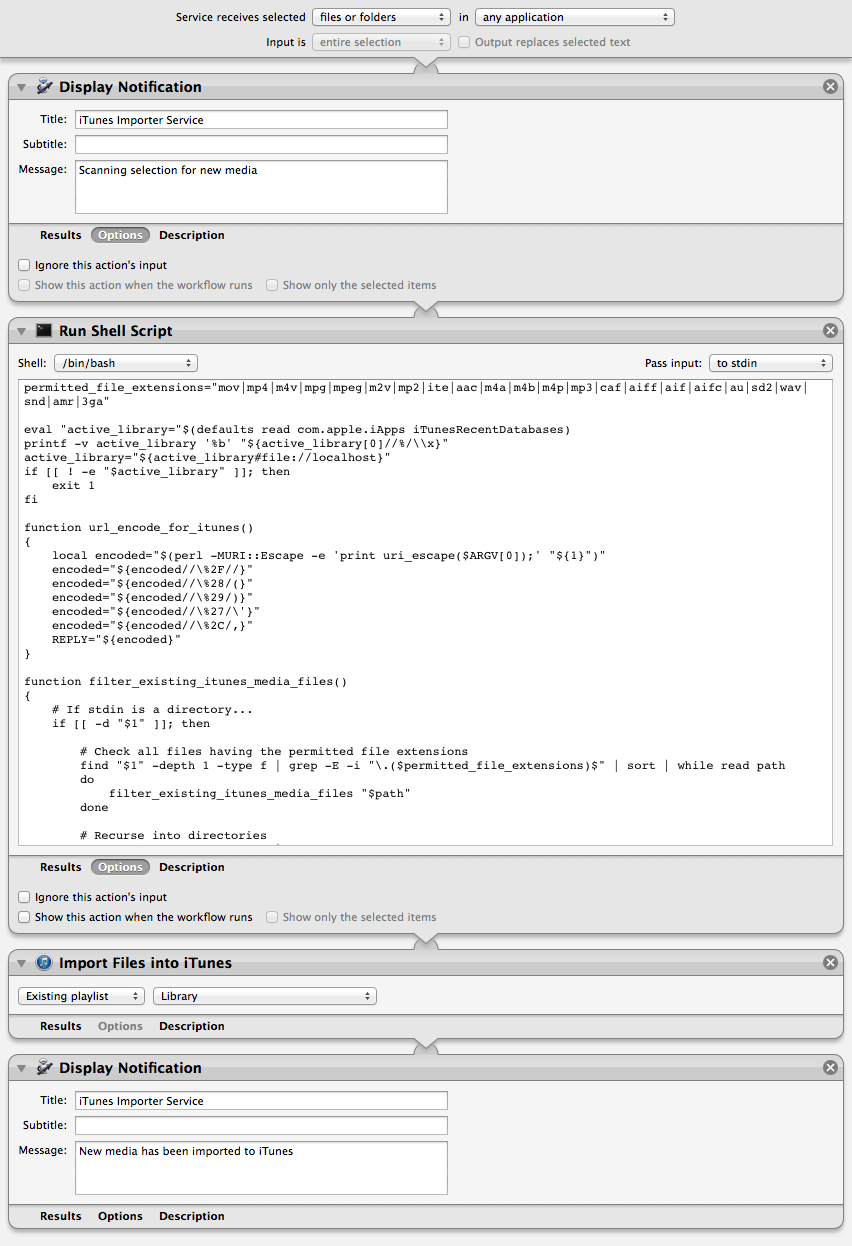 Service receives selected files or folders in any application
Input is entire selection Output replaces selected text
Display Notification
Title: iTunes Importer Service
Subtitle:
Message: Scanning selection for new media
Results Options Description
Ignore this action's input
Show this action when the workflow runs Show only the selected items
Run Shell Script
Shell: /bin/bash Pass input: to stdin
permitted_file_extensions="mov|mp4|m4v|mpg|mpeg|m2v|mp2|ite|aac|m4a|m4b|m4p|mp3|caf|aiff|aif|aifc|au|sd2|wav|
snd|amr|3ga"
eval "active_library="$(defaults read com.apple.iApps iTunesRecentDatabases)
printf -v active_library '%b' "${active_library[0]//%/\\x}"
active_library="${active_library#file://localhost}"
if [[ ! -e "$active_library" ]]; then
    exit 1
fi
function url_encode_for_itunes()
{
    local encoded="$(perl -MURI::Escape -e 'print uri_escape($ARGV[0]);' "${1}")"
    encoded="${encoded//\%2F//}"
    encoded="${encoded//\%28/(}"
    encoded="${encoded//\%29/)}"
    encoded="${encoded//\%27/\'}"
    encoded="${encoded//\%2C/,}"
    REPLY="${encoded}"
}
function filter_existing_itunes_media_files()
{
    # If stdin is a directory...
    if [[ -d "$1" ]]; then
        # Check all files having the permitted file extensions
        find "$1" -depth 1 -type f | grep -E -i "\.($permitted_file_extensions)$" | sort | while read path
        do
            filter_existing_itunes_media_files "$path"
        done
        # Recurse into directories
Results Options Description
Ignore this action's input
Show this action when the workflow runs Show only the selected items
Import Files into iTunes
Existing playlist Library
Results Options Description
Display Notification
Title: iTunes Importer Service
Subtitle:
Message: New media has been imported to iTunes
Results Options Description